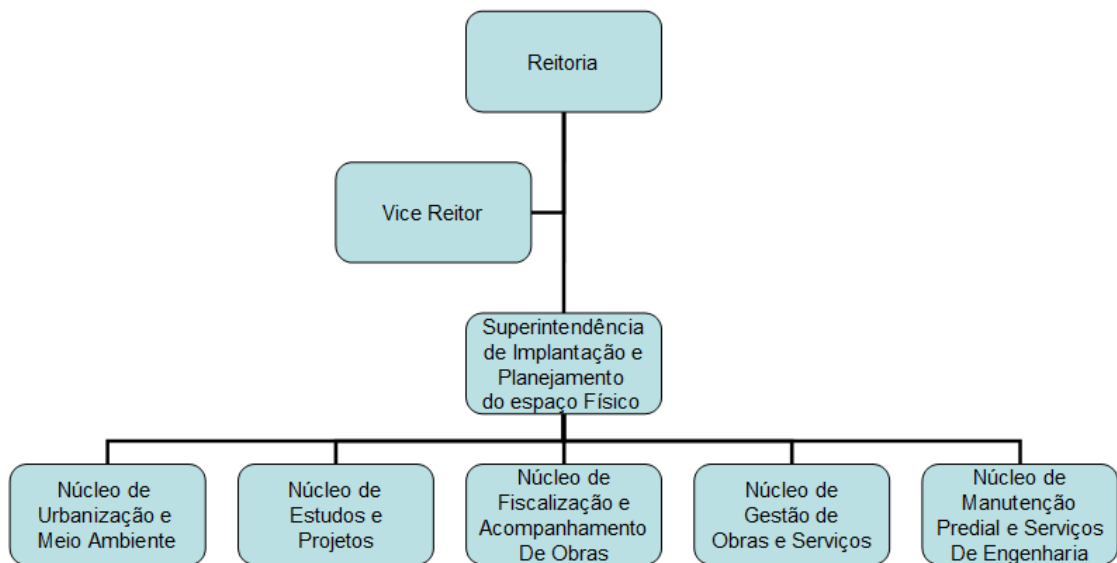 Reitoria
Vice Reitor
Superintendência
de Implantação e
Planejamento
do espaço Físico
Núcleo de
Urbanização e
Meio Ambiente
Núcleo de
Estudos e
Projetos
Núcleo de
Fiscalização e
Acompanhamento
De Obras
Núcleo de
Gestão de
Obras e Serviços
Núcleo de
Manutenção
Predial e Serviços
De Engenharia